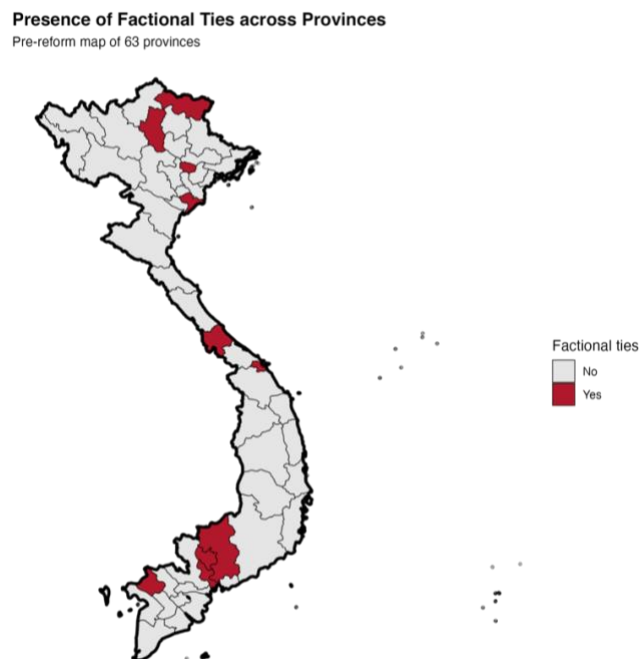 Presence of Factional Ties across Provinces
Pre-reform map of 63 provinces
Factional ties
No
Yes